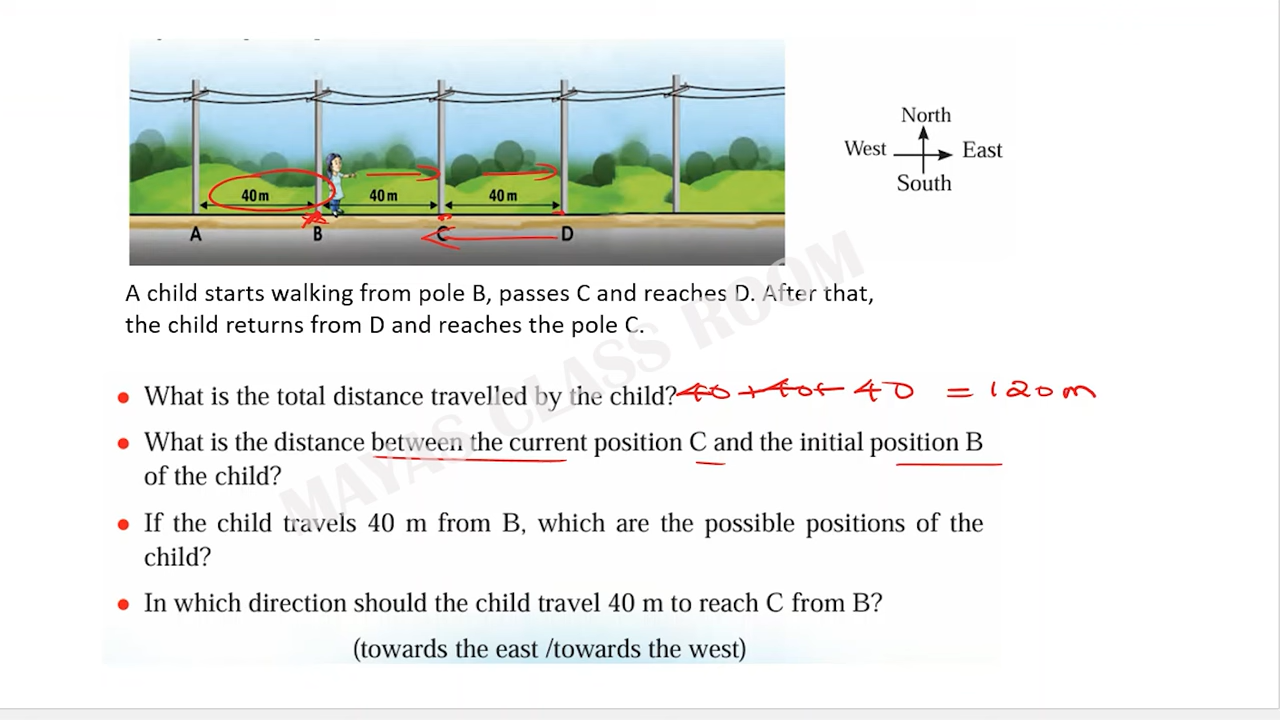 North
West East
South
40 m 40 m 40 m
A B C D
A child starts walking from pole B, passes C and reaches D. After that,
the child returns from D and reaches the pole C.
MAYAS CLASS ROOM
• What is the total distance travelled by the child? 40 + 40 + 40 = 120 m
• What is the distance between the current position C and the initial position B
of the child?
• If the child travels 40 m from B, which are the possible positions of the
child?
• In which direction should the child travel 40 m to reach C from B?
(towards the east /towards the west)